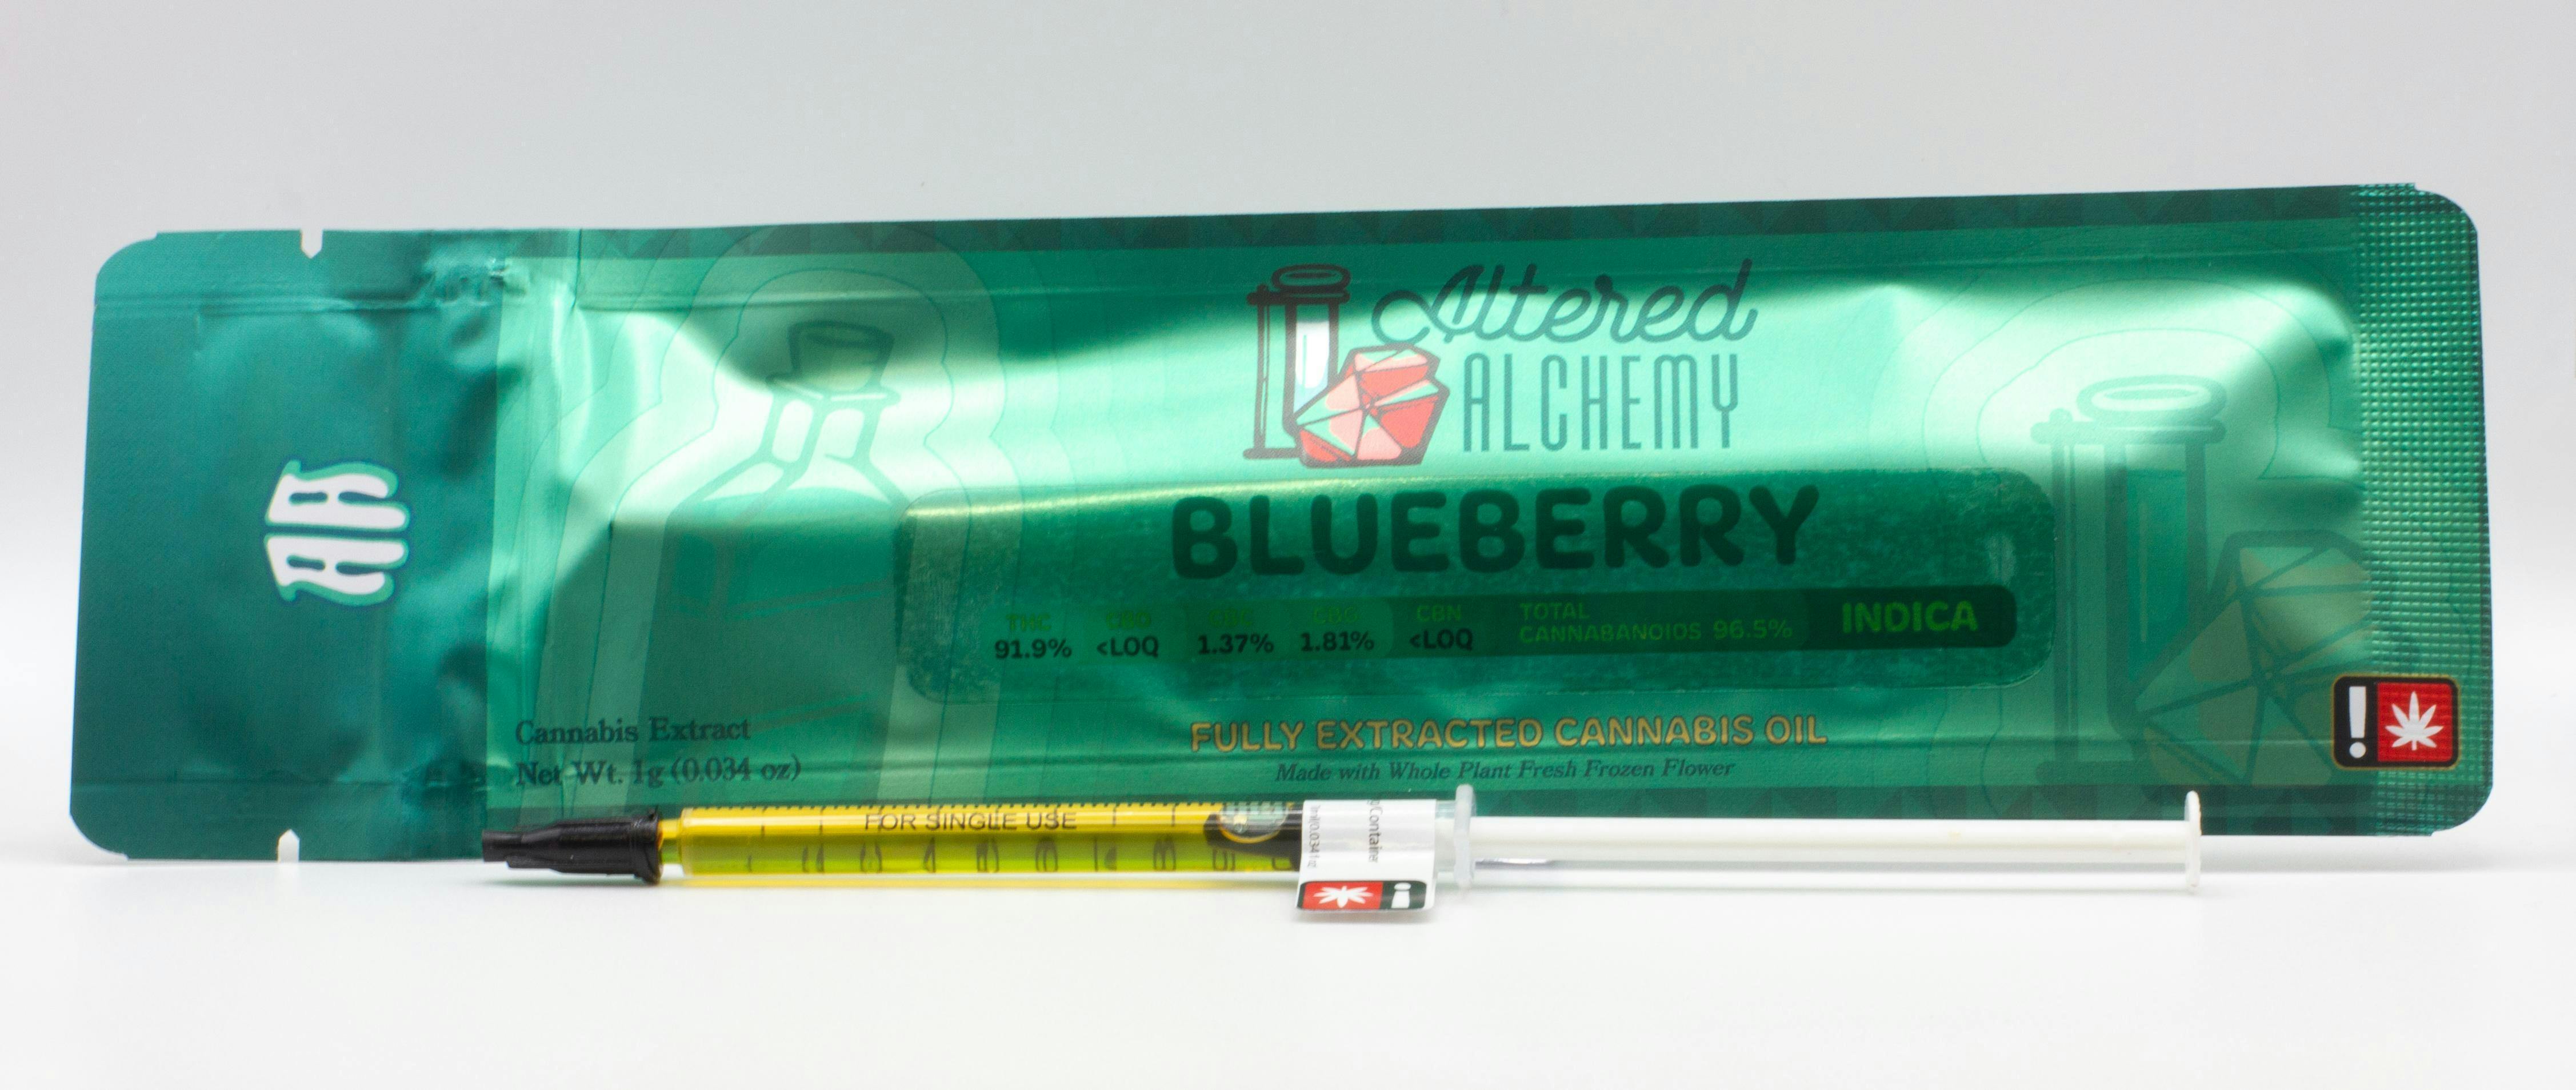 Altered
ALCHEMY
BLUEBERRY
THC CBD CBC CBG CBN
91.9% <LOQ 1.37% 1.81% <LOQ
TOTAL
CANNABANOIDS 96.5%
INDICA
Cannabis Extract
Net Wt. 1g (0.034 oz)
FULLY EXTRACTED CANNABIS OIL
Made with Whole Plant Fresh Frozen Flower
!
FOR SINGLE USE
Container